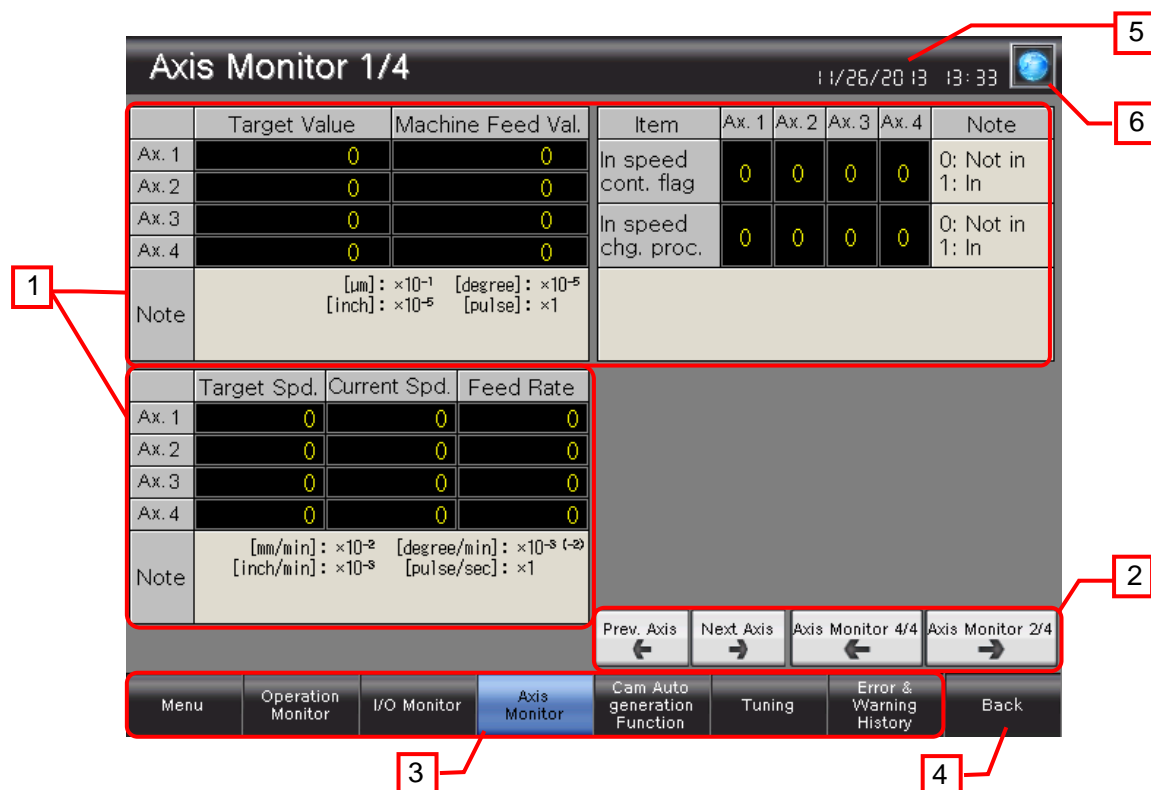 5
Axis Monitor 1/4
11/26/2013 13:33
6
Target Value Machine Feed Val.
Ax. 1 0 0
Ax. 2 0 0
Ax. 3 0 0
Ax. 4 0 0
Note [μm]: ×10⁻¹ [degree]: ×10⁻⁵
[inch]: ×10⁻⁵ [pulse]: ×1
Item Ax. 1 Ax. 2 Ax. 3 Ax. 4 Note
In speed
cont. flag 0 0 0 0 0: Not in
1: In
In speed
chg. proc. 0 0 0 0 0: Not in
1: In
1
Target Spd. Current Spd. Feed Rate
Ax. 1 0 0 0
Ax. 2 0 0 0
Ax. 3 0 0 0
Ax. 4 0 0 0
Note [mm/min]: ×10⁻² [degree/min]: ×10⁻³ ⁽⁻²⁾
[inch/min]: ×10⁻³ [pulse/sec]: ×1
2
Prev. Axis Next Axis Axis Monitor 4/4 Axis Monitor 2/4
Menu
Operation
Monitor
I/O Monitor
Axis
Monitor
Cam Auto
generation
Function
Tuning
Error &
Warning
History
Back
3
4